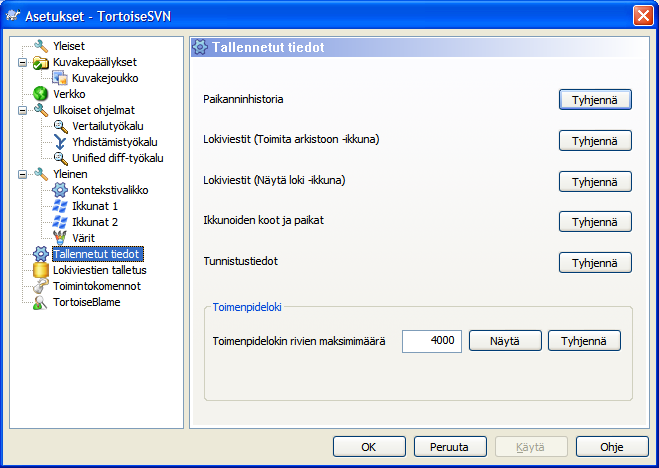 Asetukset - TortoiseSVN
Yleiset
Kuvakepäällykset
Kuvakejoukko
Verkko
Ulkoiset ohjelmat
Vertailutyökalu
Yhdistämistyökalu
Unified diff-työkalu
Yleinen
Kontekstivalikko
Ikkunat 1
Ikkunat 2
Värit
Tallennetut tiedot
Lokiviestien talletus
Toimintokomennot
TortoiseBlame
Tallennetut tiedot
Paikanninhistoria Tyhjennä
Lokiviestit (Toimita arkistoon -ikkuna) Tyhjennä
Lokiviestit (Näytä loki -ikkuna) Tyhjennä
Ikkunoiden koot ja paikat Tyhjennä
Tunnistustiedot Tyhjennä
Toimenpideloki
Toimenpidelokin rivien maksimimäärä 4000 Näytä Tyhjennä
OK Peruuta Käytä Ohje